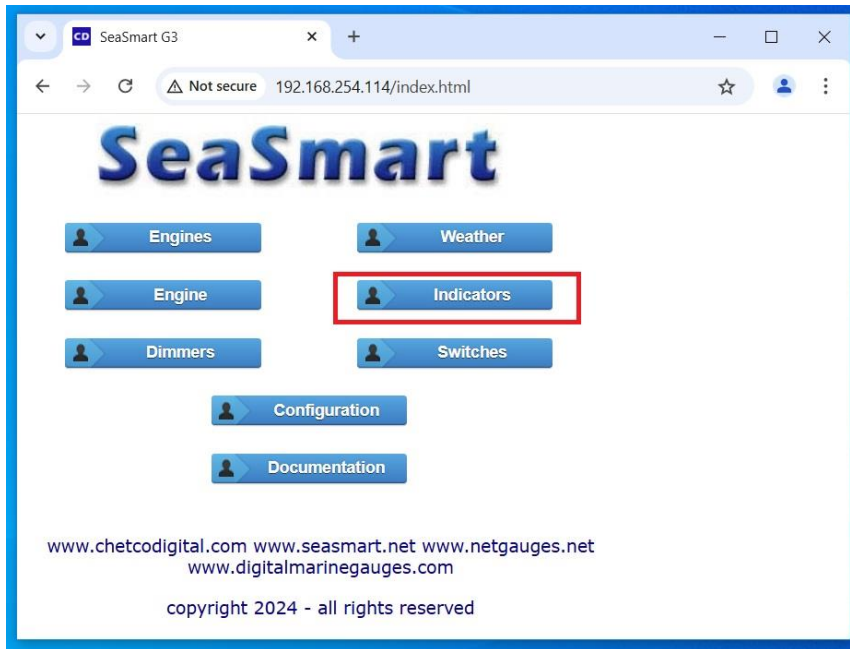 CD SeaSmart G3
Not secure 192.168.254.114/index.html
SeaSmart
Engines Weather
Engine Indicators
Dimmers Switches
Configuration
Documentation
www.chetcodigital.com www.seasmart.net www.netgauges.net
www.digitalmarinegauges.com
copyright 2024 - all rights reserved